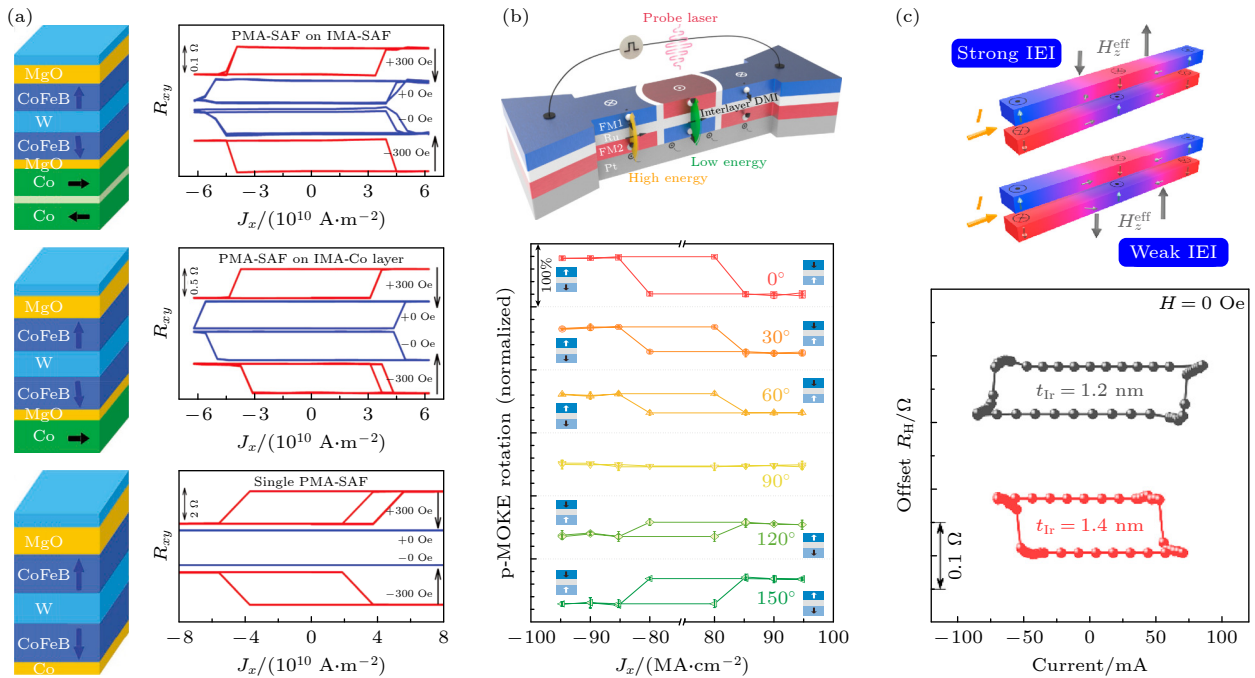 (a)
MgO
CoFeB
W
CoFeB
MgO
Co
Co
PMA-SAF on IMA-SAF
0.1 Ω
+300 Oe
+0 Oe
−0 Oe
−300 Oe
R_xy
−6 −3 0 3 6
J_x/(10^10 A·m^−2)
MgO
CoFeB
W
CoFeB
MgO
Co
PMA-SAF on IMA-Co layer
0.5 Ω
+300 Oe
+0 Oe
−0 Oe
−300 Oe
R_xy
−6 −3 0 3 6
J_x/(10^10 A·m^−2)
MgO
CoFeB
W
CoFeB
Co
Single PMA-SAF
2 Ω
+300 Oe
+0 Oe
−0 Oe
−300 Oe
R_xy
−8 −4 0 4 8
J_x/(10^10 A·m^−2)
(b)
Probe laser
Interlayer DMI
FM1
Ru
FM2
Pt
Low energy
High energy
100%
0°
30°
60°
90°
120°
150°
p-MOKE rotation (normalized)
−100 −90 −80 80 90 100
J_x/(MA·cm^−2)
(c)
Strong IEI
H_z^eff
I
I
H_z^eff
Weak IEI
H = 0 Oe
t_Ir = 1.2 nm
t_Ir = 1.4 nm
0.1 Ω
Offset R_H/Ω
−100 −50 0 50 100
Current/mA